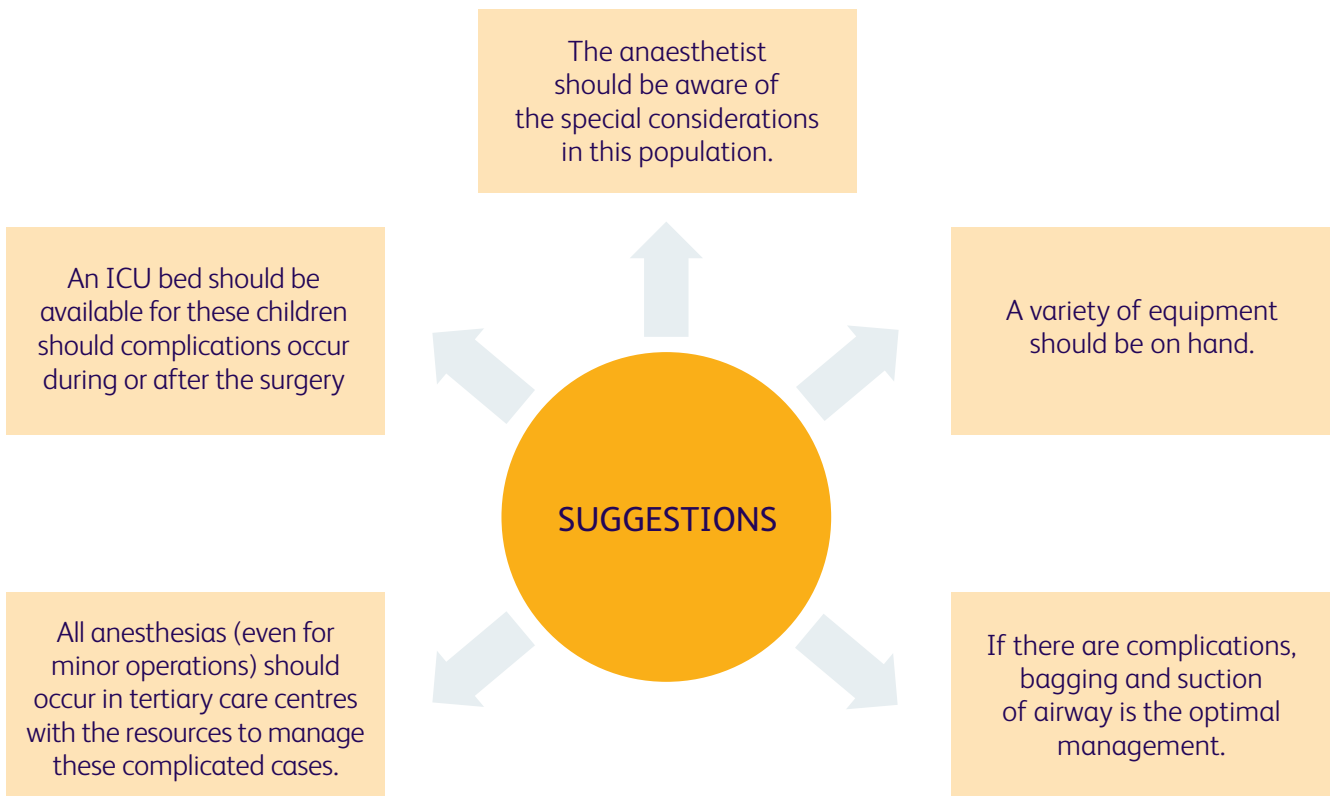 The anaesthetist
should be aware of
the special considerations
in this population.
An ICU bed should be
available for these children
should complications occur
during or after the surgery
A variety of equipment
should be on hand.
SUGGESTIONS
All anesthesias (even for
minor operations) should
occur in tertiary care centres
with the resources to manage
these complicated cases.
If there are complications,
bagging and suction
of airway is the optimal
management.